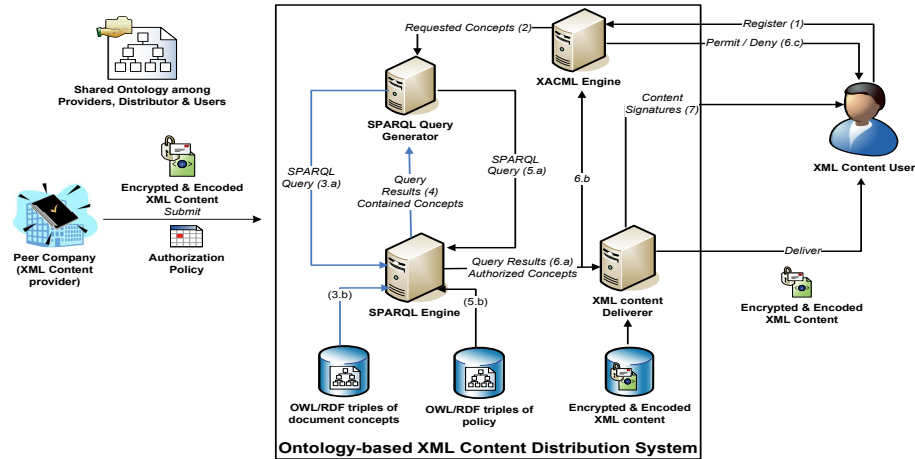 Requested Concepts (2)
Register (1)
Permit / Deny (6.c)
XACML Engine
Shared Ontology among
Providers, Distributor & Users
SPARQL Query
Generator
Content
Signatures (7)
XML Content User
SPARQL
Query (3.a)
Query
Results (4)
Contained Concepts
SPARQL
Query (5.a)
6.b
Encrypted & Encoded
XML Content
Submit
Authorization
Policy
Peer Company
(XML Content
provider)
Query Results (6.a)
Authorized Concepts
Deliver
SPARQL Engine
XML content
Deliverer
(3.b)
(5.b)
Encrypted & Encoded
XML Content
OWL/RDF triples of
document concepts
OWL/RDF triples of
policy
Encrypted & Encoded
XML content
Ontology-based XML Content Distribution System